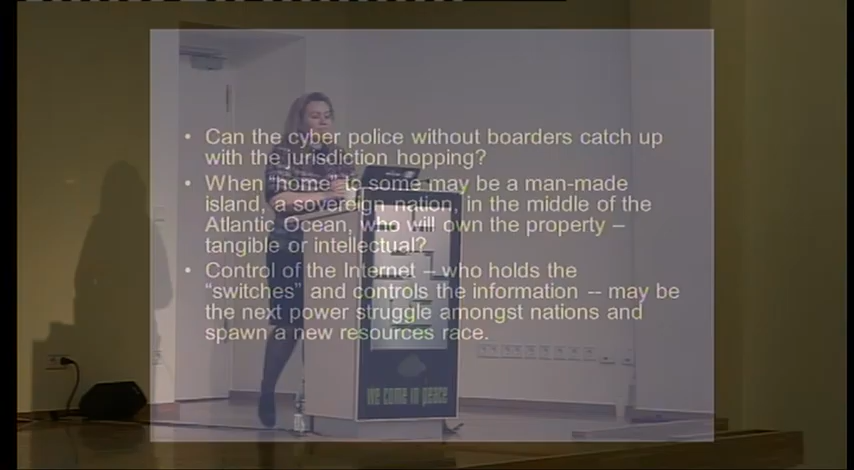 • Can the cyber police without boarders catch up
with the jurisdiction hopping?
• When "home" to some may be a man-made
island, a sovereign nation, in the middle of the
Atlantic Ocean, who will own the property –
tangible or intellectual?
• Control of the Internet – who holds the
"switches" and controls the information -- may be
the next power struggle amongst nations and
spawn a new resources race.
we come in peace